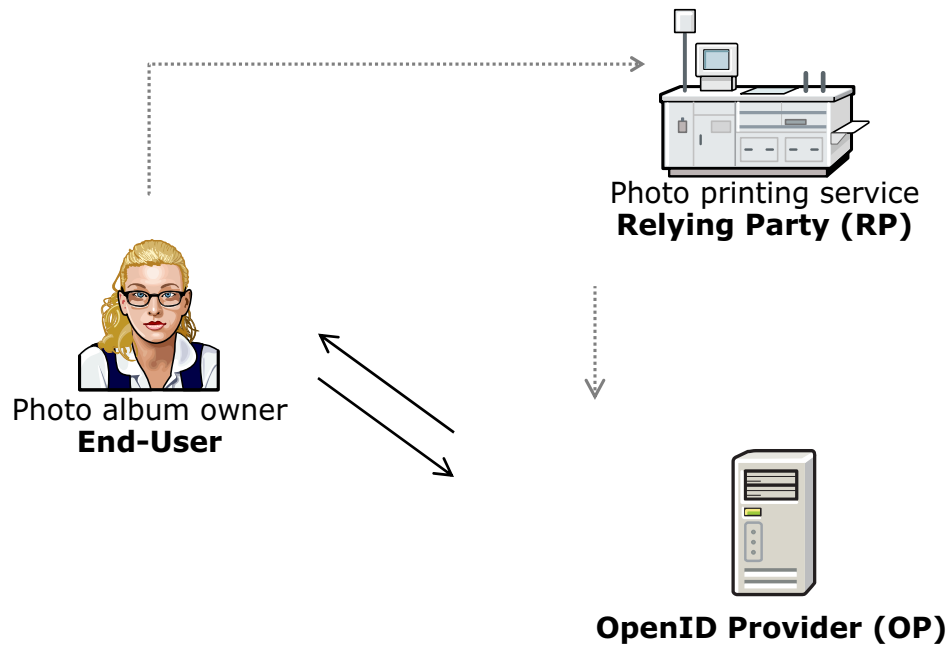 Photo printing service
Relying Party (RP)
Photo album owner
End-User
OpenID Provider (OP)